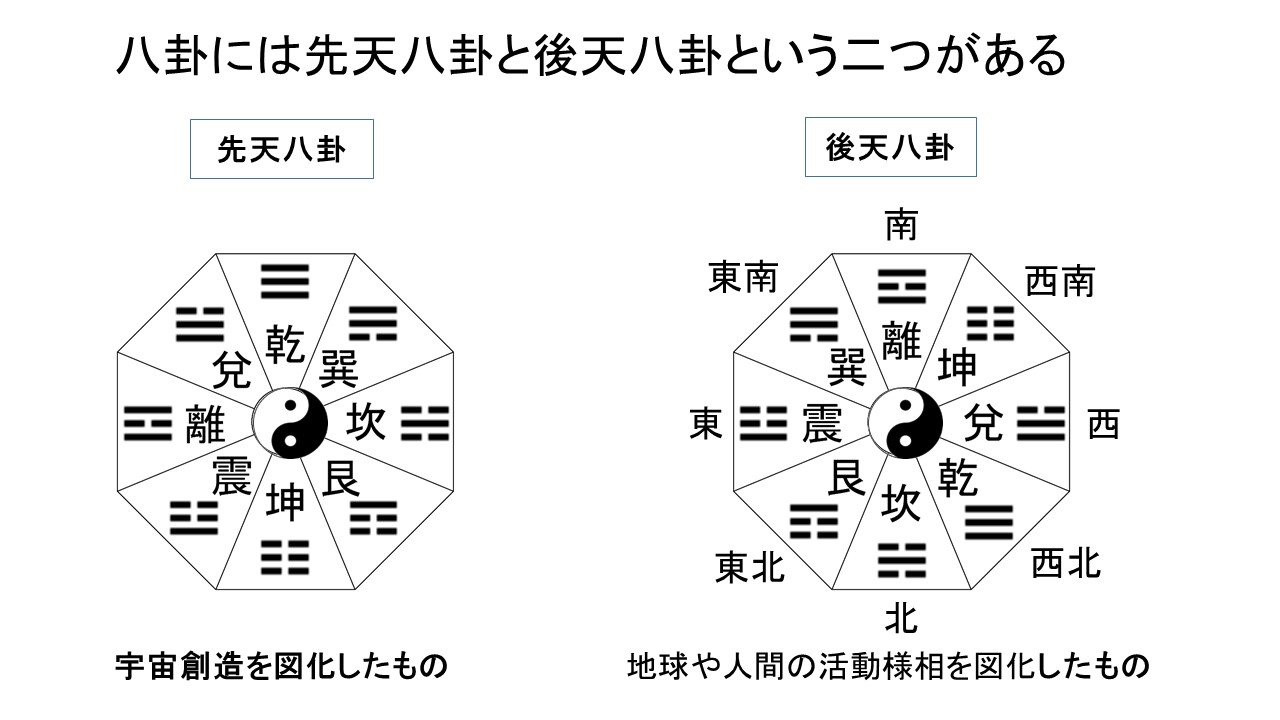 八卦には先天八卦と後天八卦という二つがある
先天八卦
乾
兌
巽
離
坎
震
艮
坤
宇宙創造を図化したもの
後天八卦
南
東南
西南
離
巽
坤
東
震
兌
西
艮
乾
坎
東北
西北
北
地球や人間の活動様相を図化したもの